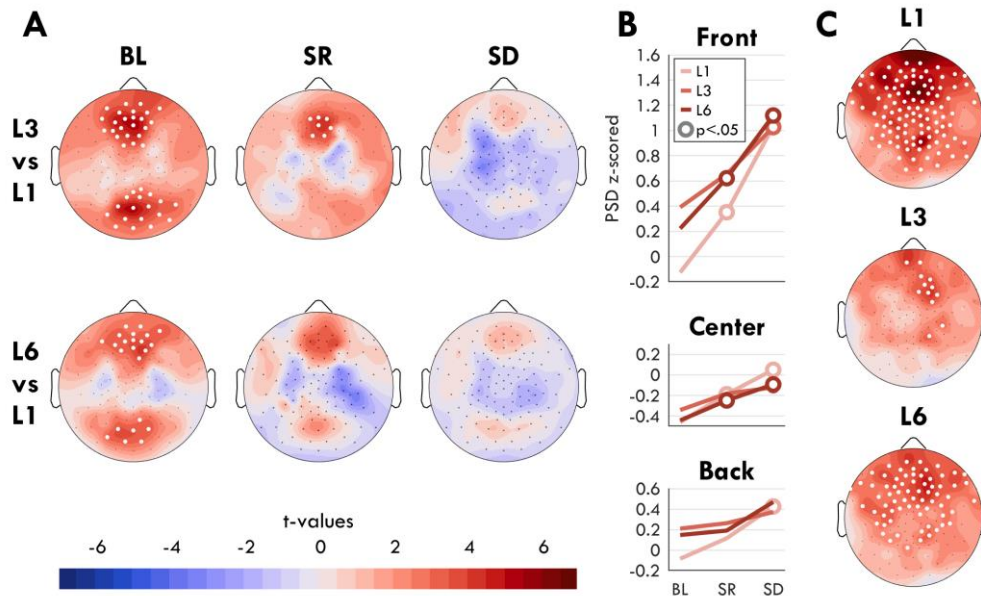 A
BL
SR
SD
L3
vs
L1
L6
vs
L1
t-values
-6
-4
-2
0
2
4
6
B
Front
1.6
1.4
1.2
1
0.8
0.6
0.4
0.2
0
-0.2
PSD z-scored
L1
L3
L6
p<.05
Center
0.2
0
-0.2
-0.4
Back
0.6
0.4
0.2
0
-0.2
BL
SR
SD
C
L1
L3
L6